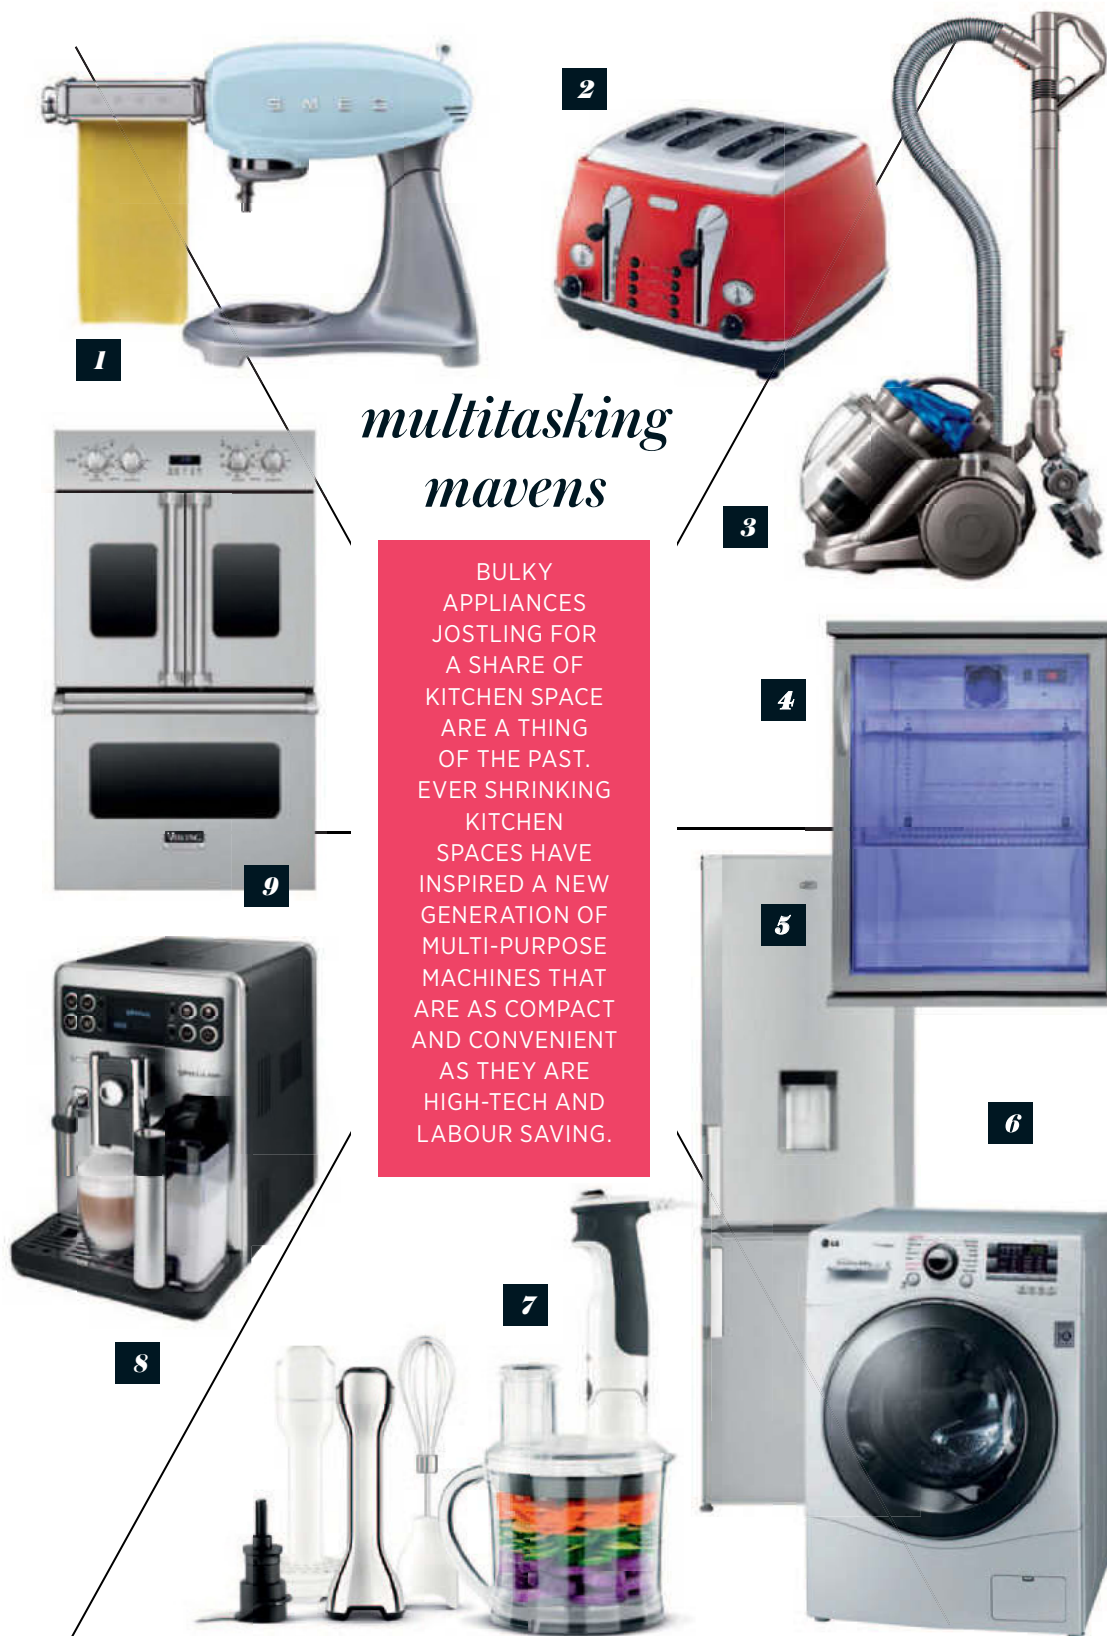 SMEG
1
2
3
multitasking
mavens
BULKY
APPLIANCES
JOSTLING FOR
A SHARE OF
KITCHEN SPACE
ARE A THING
OF THE PAST.
EVER SHRINKING
KITCHEN
SPACES HAVE
INSPIRED A NEW
GENERATION OF
MULTI-PURPOSE
MACHINES THAT
ARE AS COMPACT
AND CONVENIENT
AS THEY ARE
HIGH-TECH AND
LABOUR SAVING.
4
5
6
LG
7
8
VIKING
9